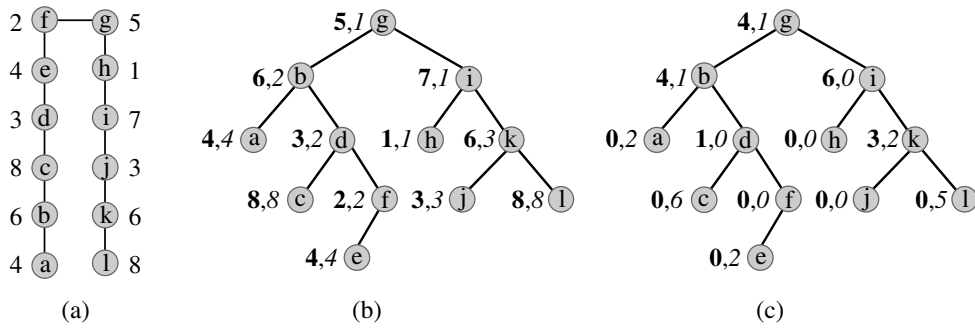 2 f g 5
4 e h 1
3 d i 7
8 c j 3
6 b k 6
4 a l 8
(a)
5,1 g
6,2 b 7,1 i
4,4 a 3,2 d 1,1 h 6,3 k
8,8 c 2,2 f 3,3 j 8,8 l
4,4 e
(b)
4,1 g
4,1 b 6,0 i
0,2 a 1,0 d 0,0 h 3,2 k
0,6 c 0,0 f 0,0 j 0,5 l
0,2 e
(c)